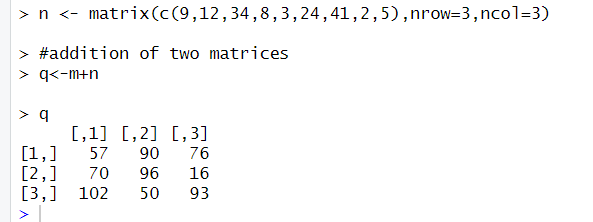 > n <- matrix(c(9,12,34,8,3,24,41,2,5),nrow=3,ncol=3)
> #addition of two matrices
> q<-m+n
> q
     [,1] [,2] [,3]
[1,]   57   90   76
[2,]   70   96   16
[3,]  102   50   93
>